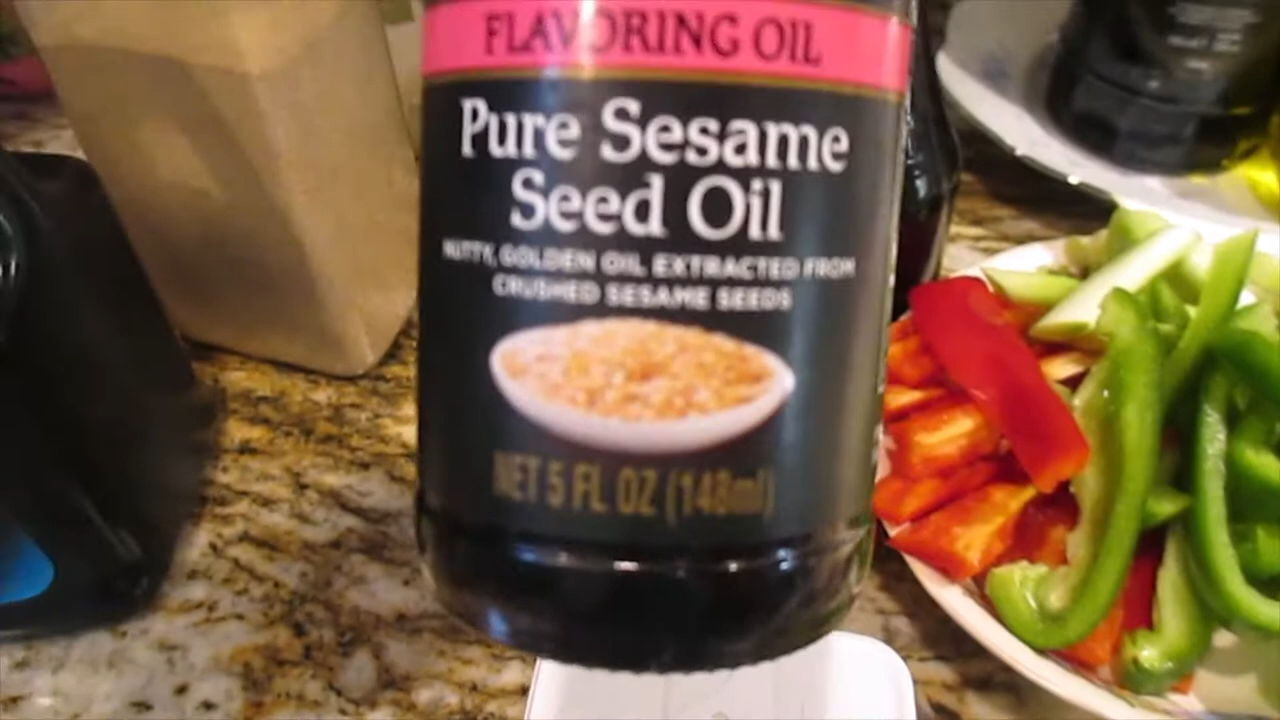 FLAVORING OIL
Pure Sesame
Seed Oil
NUTTY, GOLDEN OIL EXTRACTED FROM
CRUSHED SESAME SEEDS
NET 5 FL OZ (148ml)